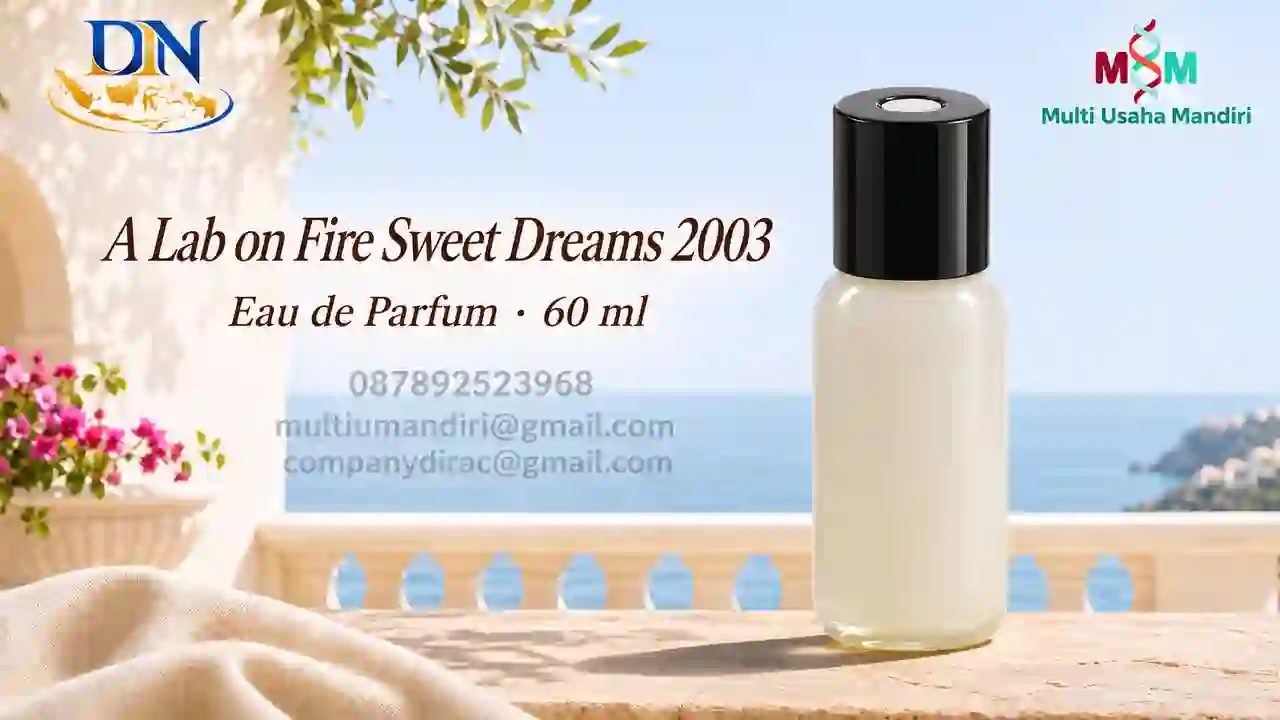 DN
M M
Multi Usaha Mandiri
A Lab on Fire Sweet Dreams 2003
Eau de Parfum · 60 ml
087892523968
multiumandiri@gmail.com
companydirac@gmail.com